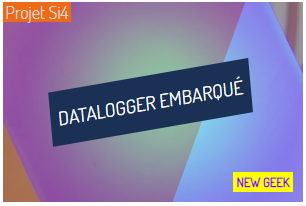 Projet Si4
DATALOGGER EMBARQUÉ
NEW GEEK